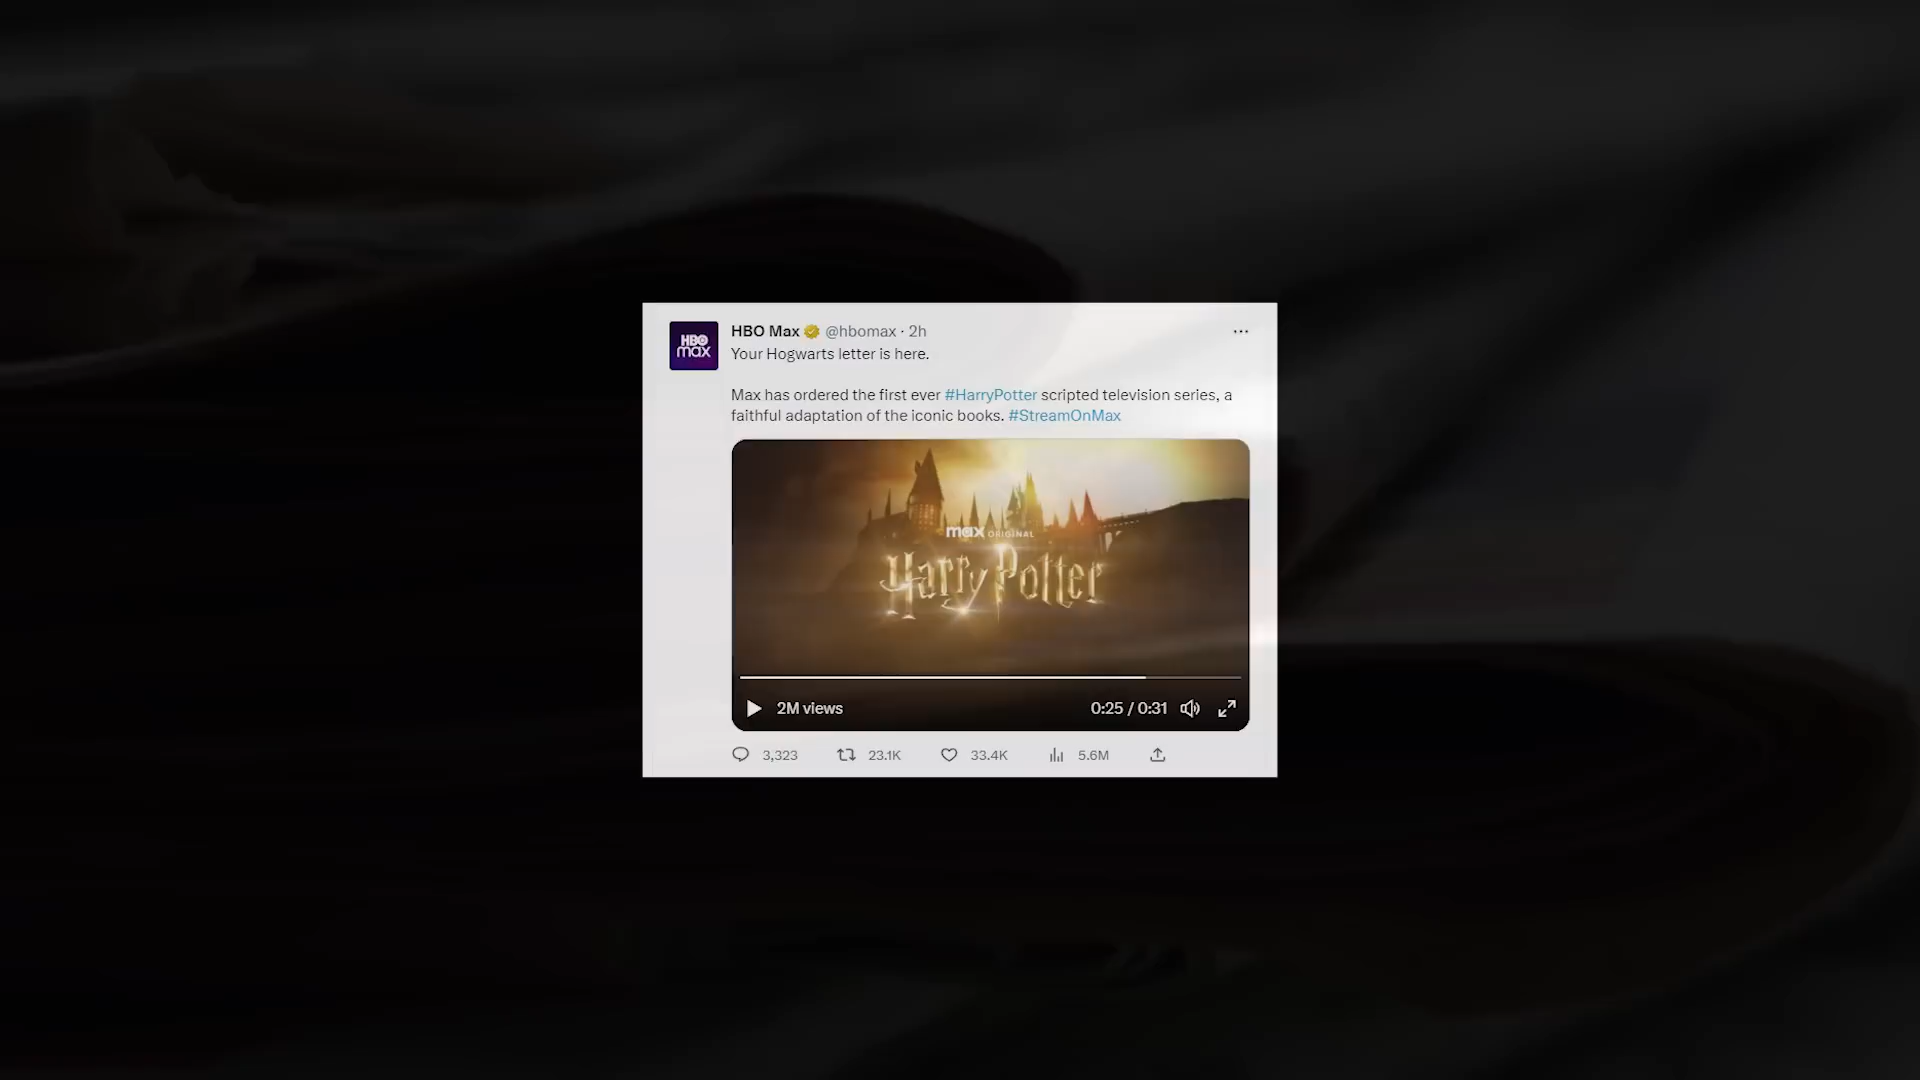 HBO Max @hbomax · 2h
HBO
max
Your Hogwarts letter is here.
Max has ordered the first ever #HarryPotter scripted television series, a
faithful adaptation of the iconic books. #StreamOnMax
max ORIGINAL
Harry Potter
2M views
0:25 / 0:31
3,323
23.1K
33.4K
5.6M